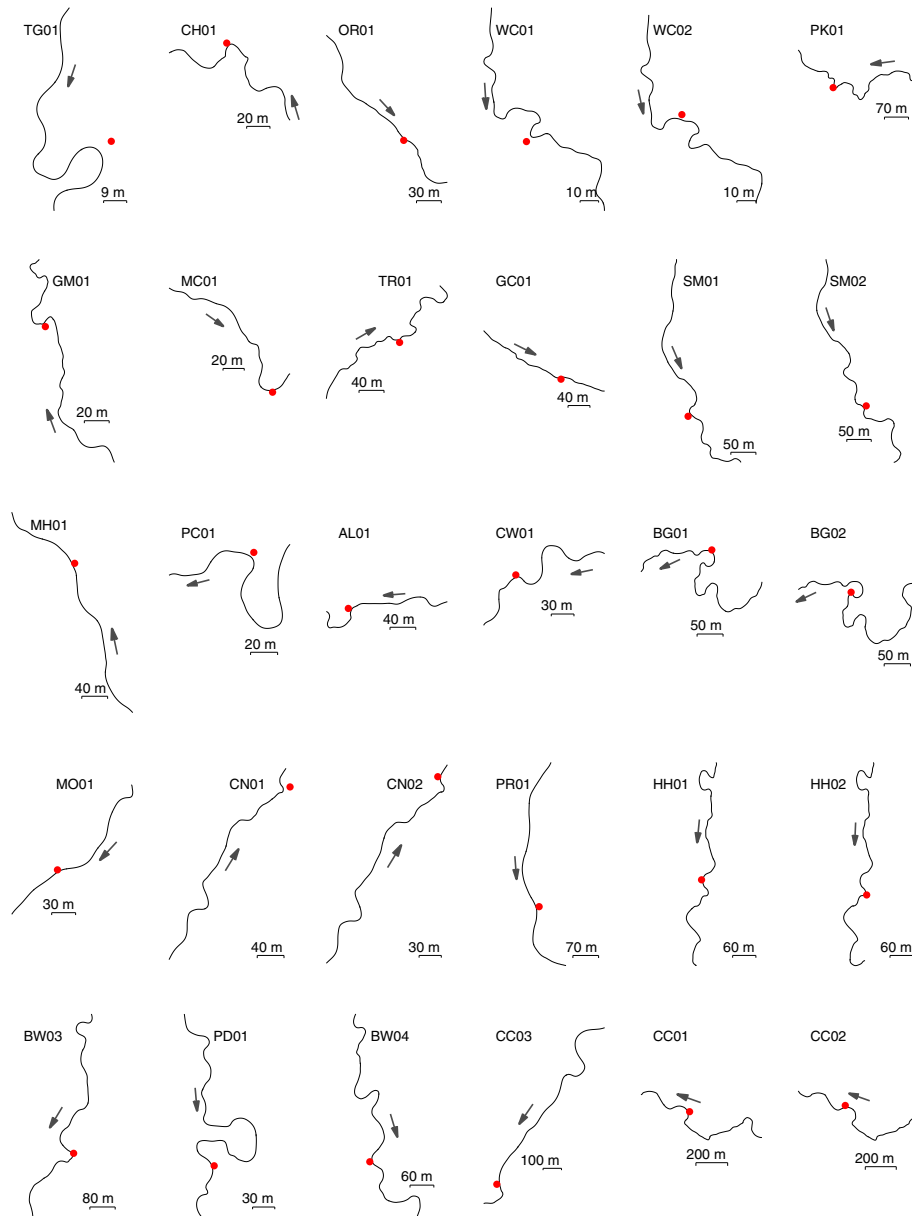 TG01 CH01 OR01 WC01 WC02 PK01
9 m 20 m 30 m 10 m 10 m 70 m
GM01 MC01 TR01 GC01 SM01 SM02
20 m 20 m 40 m 40 m 50 m 50 m
MH01 PC01 AL01 CW01 BG01 BG02
40 m 20 m 40 m 30 m 50 m 50 m
MO01 CN01 CN02 PR01 HH01 HH02
30 m 40 m 30 m 70 m 60 m 60 m
BW03 PD01 BW04 CC03 CC01 CC02
80 m 30 m 60 m 100 m 200 m 200 m